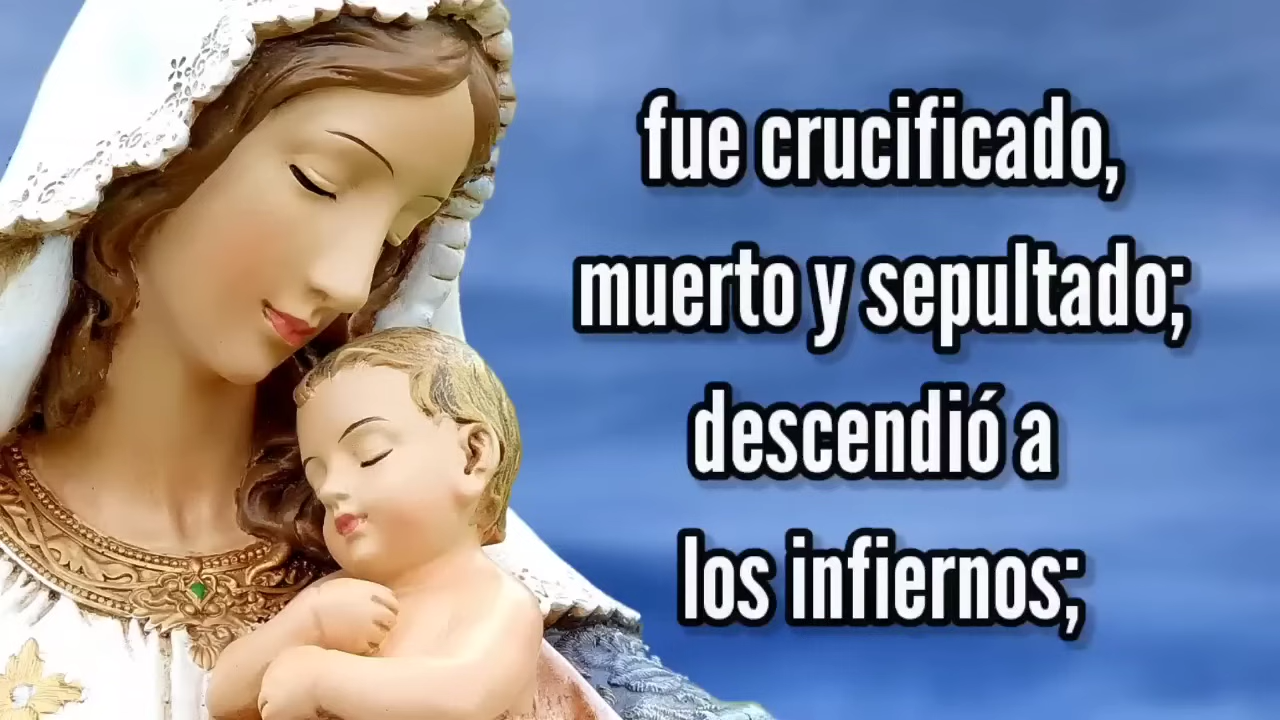 fue crucificado,
muerto y sepultado;
descendió a
los infiernos;